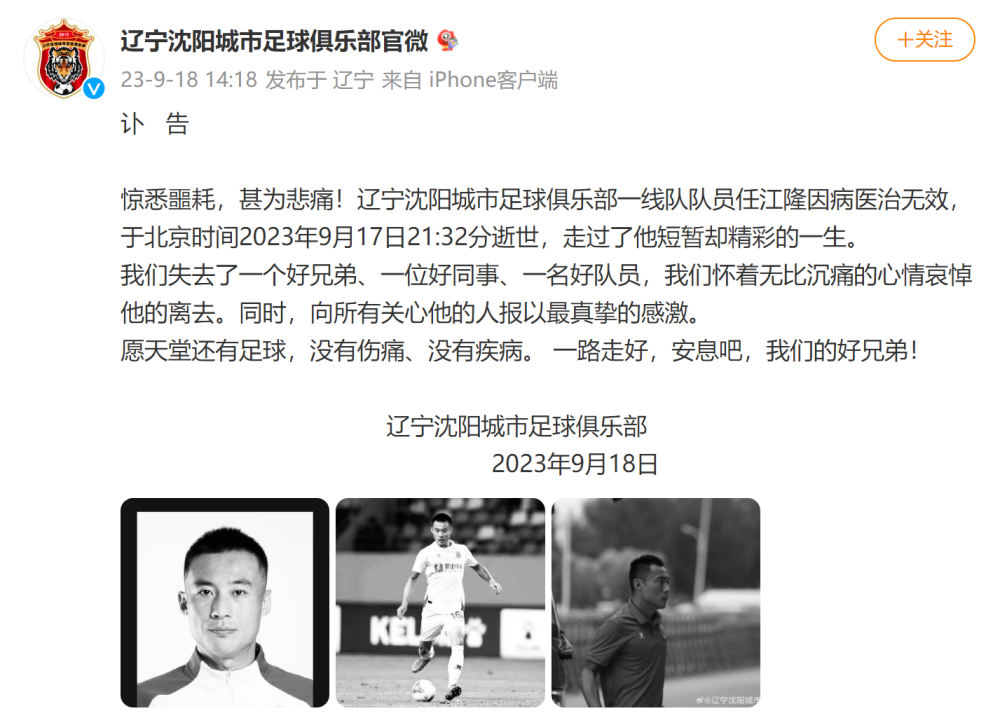 辽宁沈阳城市足球俱乐部官微
+关注
23-9-18 14:18 发布于 辽宁 来自 iPhone客户端
讣 告
惊悉噩耗，甚为悲痛！辽宁沈阳城市足球俱乐部一线队队员任江隆因病医治无效，
于北京时间2023年9月17日21:32分逝世，走过了他短暂却精彩的一生。
我们失去了一个好兄弟、一位好同事、一名好队员，我们怀着无比沉痛的心情哀悼
他的离去。同时，向所有关心他的人报以最真挚的感激。
愿天堂还有足球，没有伤痛、没有疾病。 一路走好，安息吧，我们的好兄弟！
辽宁沈阳城市足球俱乐部
2023年9月18日
@辽宁沈阳城市